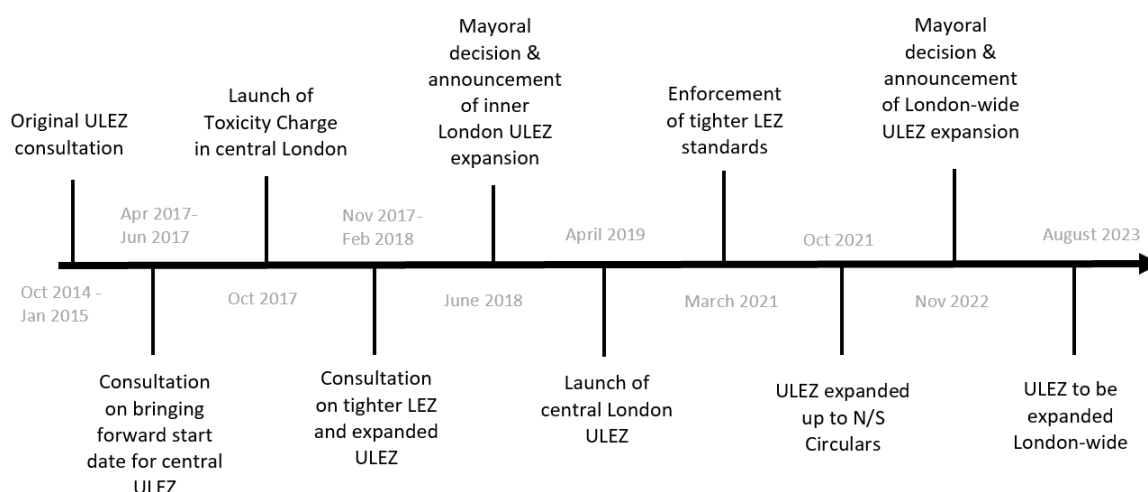 Original ULEZ
consultation
Oct 2014 -
Jan 2015
Apr 2017-
Jun 2017
Consultation
on bringing
forward start
date for central
ULEZ
Launch of
Toxicity Charge
in central London
Oct 2017
Nov 2017-
Feb 2018
Consultation
on tighter LEZ
and expanded
ULEZ
Mayoral
decision &
announcement
of inner
London ULEZ
expansion
June 2018
April 2019
Launch of
central London
ULEZ
Enforcement
of tighter LEZ
standards
March 2021
Oct 2021
ULEZ expanded
up to N/S
Circulars
Mayoral
decision &
announcement
of London-wide
ULEZ expansion
Nov 2022
August 2023
ULEZ to be
expanded
London-wide